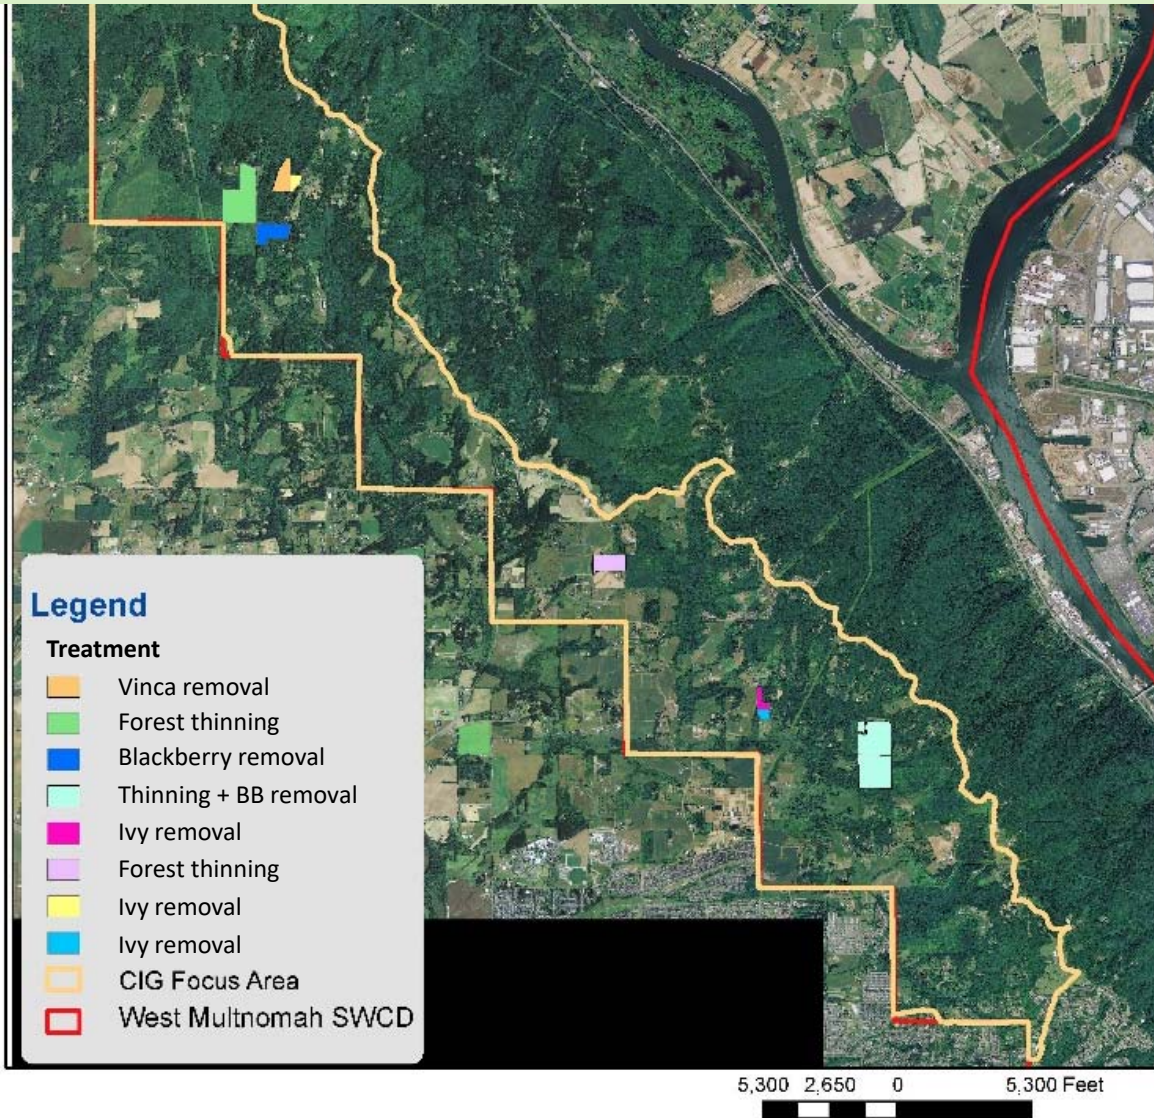 Legend
Treatment
Vinca removal
Forest thinning
Blackberry removal
Thinning + BB removal
Ivy removal
Forest thinning
Ivy removal
Ivy removal
CIG Focus Area
West Multnomah SWCD
5,300 2,650 0 5,300 Feet